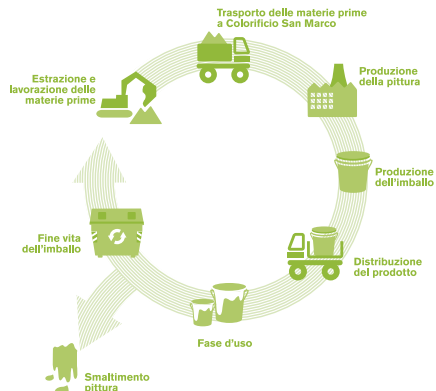 Trasporto delle materie prime
a Colorificio San Marco
Estrazione e
lavorazione delle
materie prime
Produzione
della pittura
Produzione
dell'imballo
Fine vita
dell'imballo
Distribuzione
del prodotto
Fase d'uso
Smaltimento
pittura